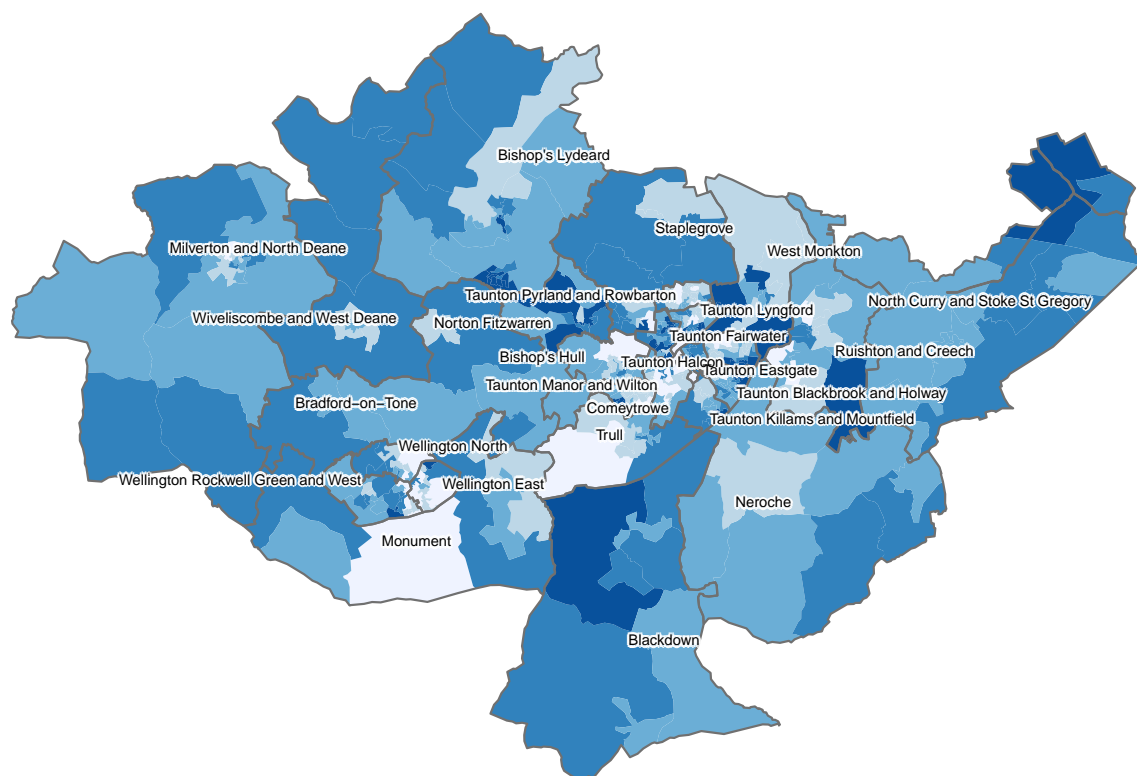 Bishop's Lydeard
Staplegrove
Milverton and North Deane
West Monkton
Taunton Pyrland and Rowbarton
North Curry and Stoke St Gregory
Taunton Lyngford
Wiveliscombe and West Deane
Norton Fitzwarren
Taunton Fairwater
Ruishton and Creech
Bishop's Hull
Taunton Halcon
Taunton Eastgate
Taunton Manor and Wilton
Taunton Blackbrook and Holway
Bradford−on−Tone
Comeytrowe
Taunton Killams and Mountfield
Trull
Wellington North
Wellington Rockwell Green and West
Wellington East
Neroche
Monument
Blackdown